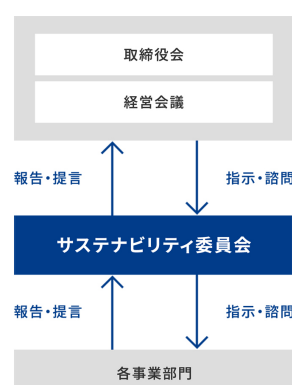 取締役会
経営会議
報告・提言
指示・諮問
サステナビリティ委員会
報告・提言
指示・諮問
各事業部門